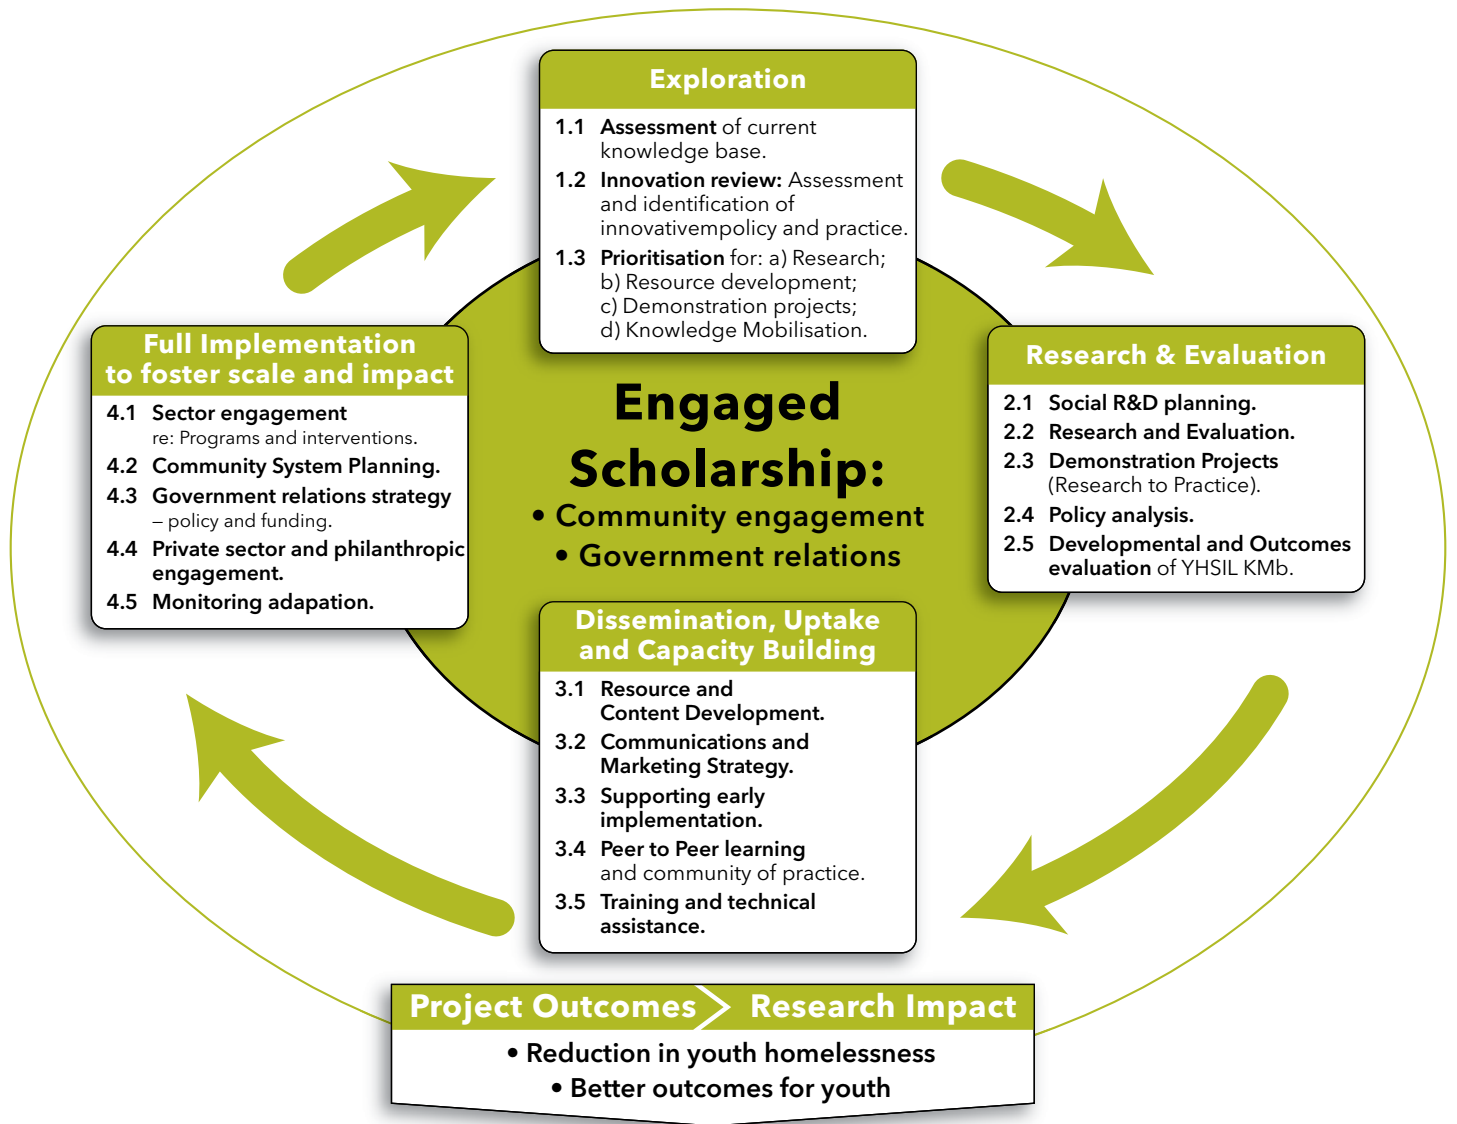 Exploration
1.1 Assessment of current
knowledge base.
1.2 Innovation review: Assessment
and identification of
innovativempolicy and practice.
1.3 Prioritisation for: a) Research;
b) Resource development;
c) Demonstration projects;
d) Knowledge Mobilisation.
Research & Evaluation
2.1 Social R&D planning.
2.2 Research and Evaluation.
2.3 Demonstration Projects
(Research to Practice).
2.4 Policy analysis.
2.5 Developmental and Outcomes
evaluation of YHSIL KMb.
Full Implementation
to foster scale and impact
4.1 Sector engagement
re: Programs and interventions.
4.2 Community System Planning.
4.3 Government relations strategy
– policy and funding.
4.4 Private sector and philanthropic
engagement.
4.5 Monitoring adapation.
Engaged
Scholarship:
• Community engagement
• Government relations
Dissemination, Uptake
and Capacity Building
3.1 Resource and
Content Development.
3.2 Communications and
Marketing Strategy.
3.3 Supporting early
implementation.
3.4 Peer to Peer learning
and community of practice.
3.5 Training and technical
assistance.
Project Outcomes Research Impact
• Reduction in youth homelessness
• Better outcomes for youth